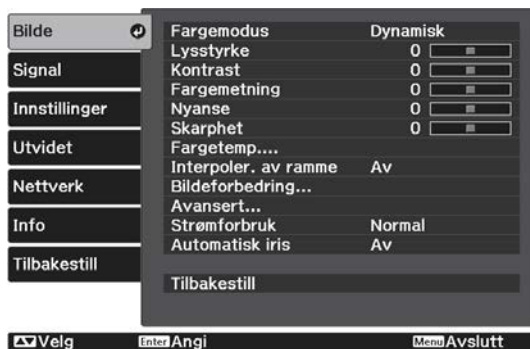 Bilde
Signal
Innstillinger
Utvidet
Nettverk
Info
Tilbakestill
Fargemodus Dynamisk
Lysstyrke 0
Kontrast 0
Fargemetning 0
Nyanse 0
Skarphet 0
Fargetemp....
Interpoler. av ramme Av
Bildeforbedring...
Avansert...
Strømforbruk Normal
Automatisk iris Av
Tilbakestill
Velg Enter Angi Menu Avslutt